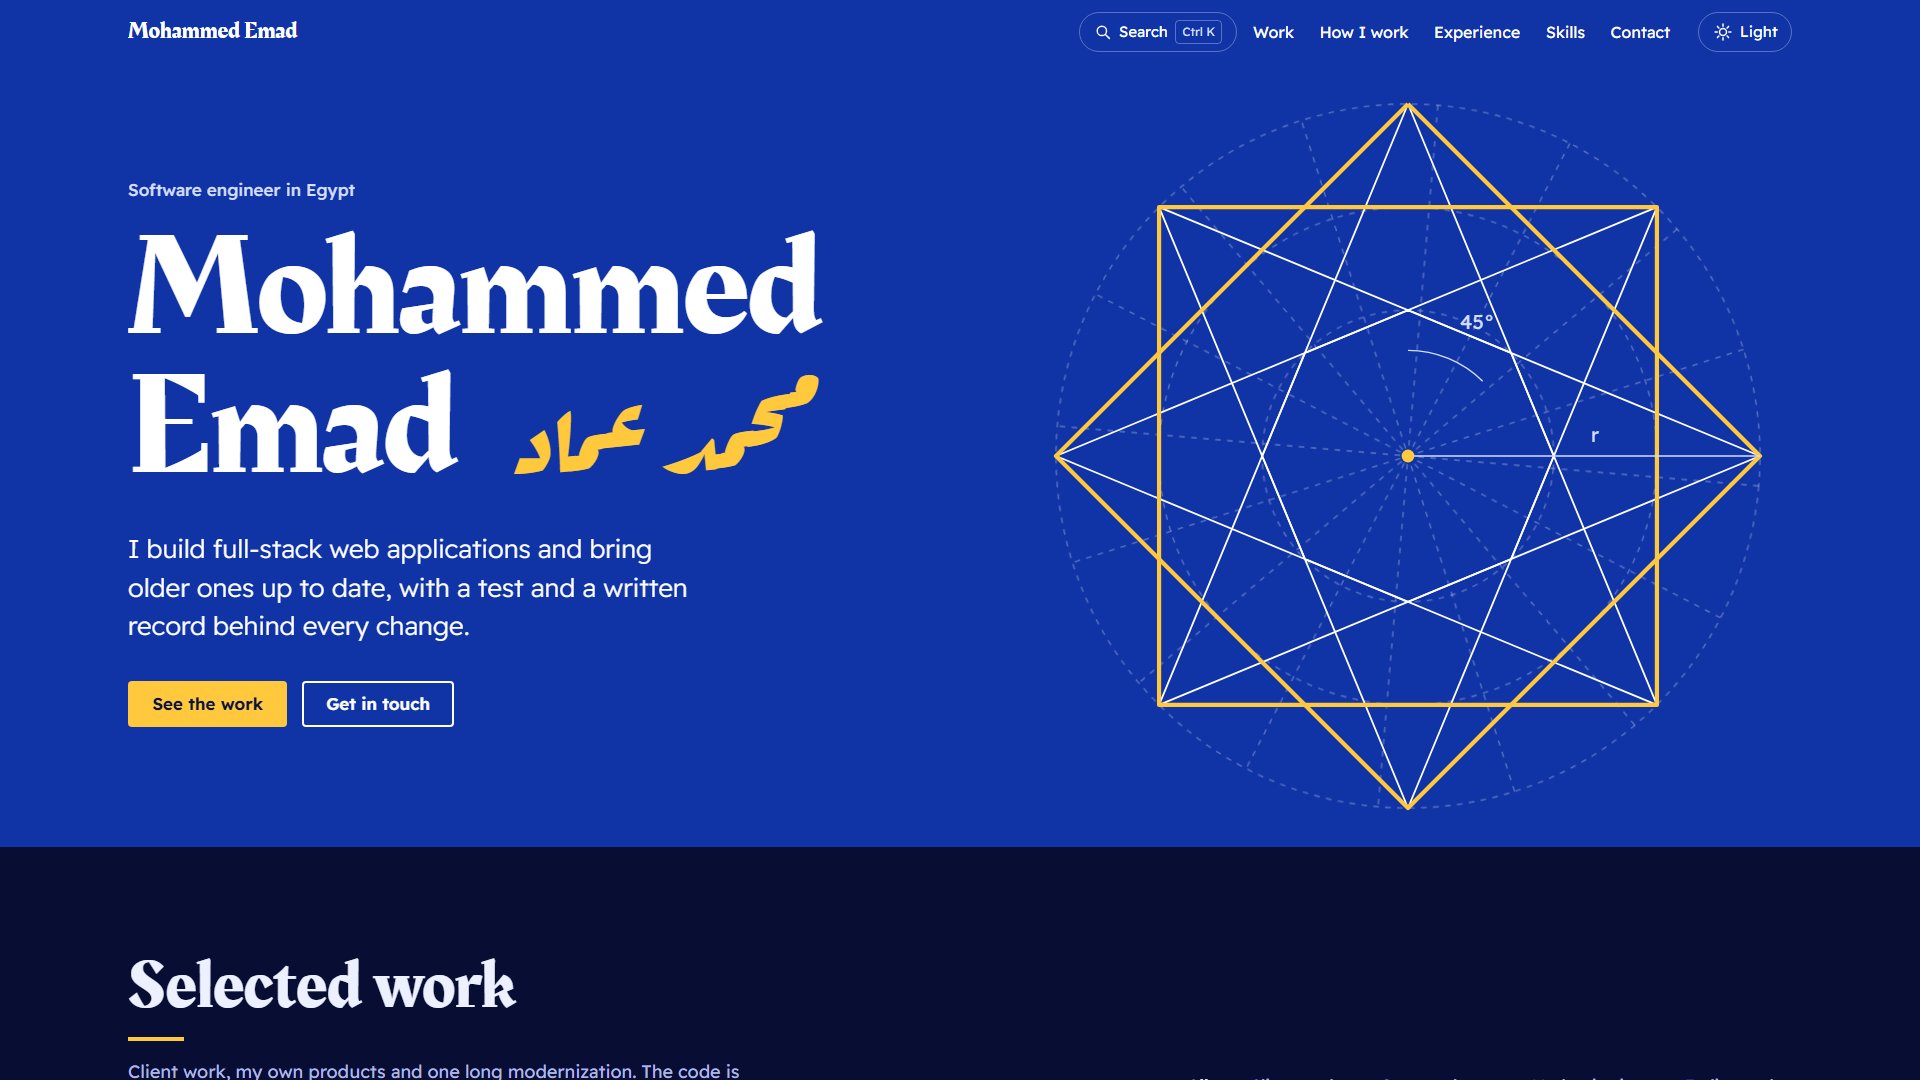 Mohammed Emad
Search Ctrl K Work How I work Experience Skills Contact Light
Software engineer in Egypt
Mohammed
Emad محمد عماد
I build full-stack web applications and bring
older ones up to date, with a test and a written
record behind every change.
See the work Get in touch
45°
r
Selected work
Client work, my own products and one long modernization. The code is